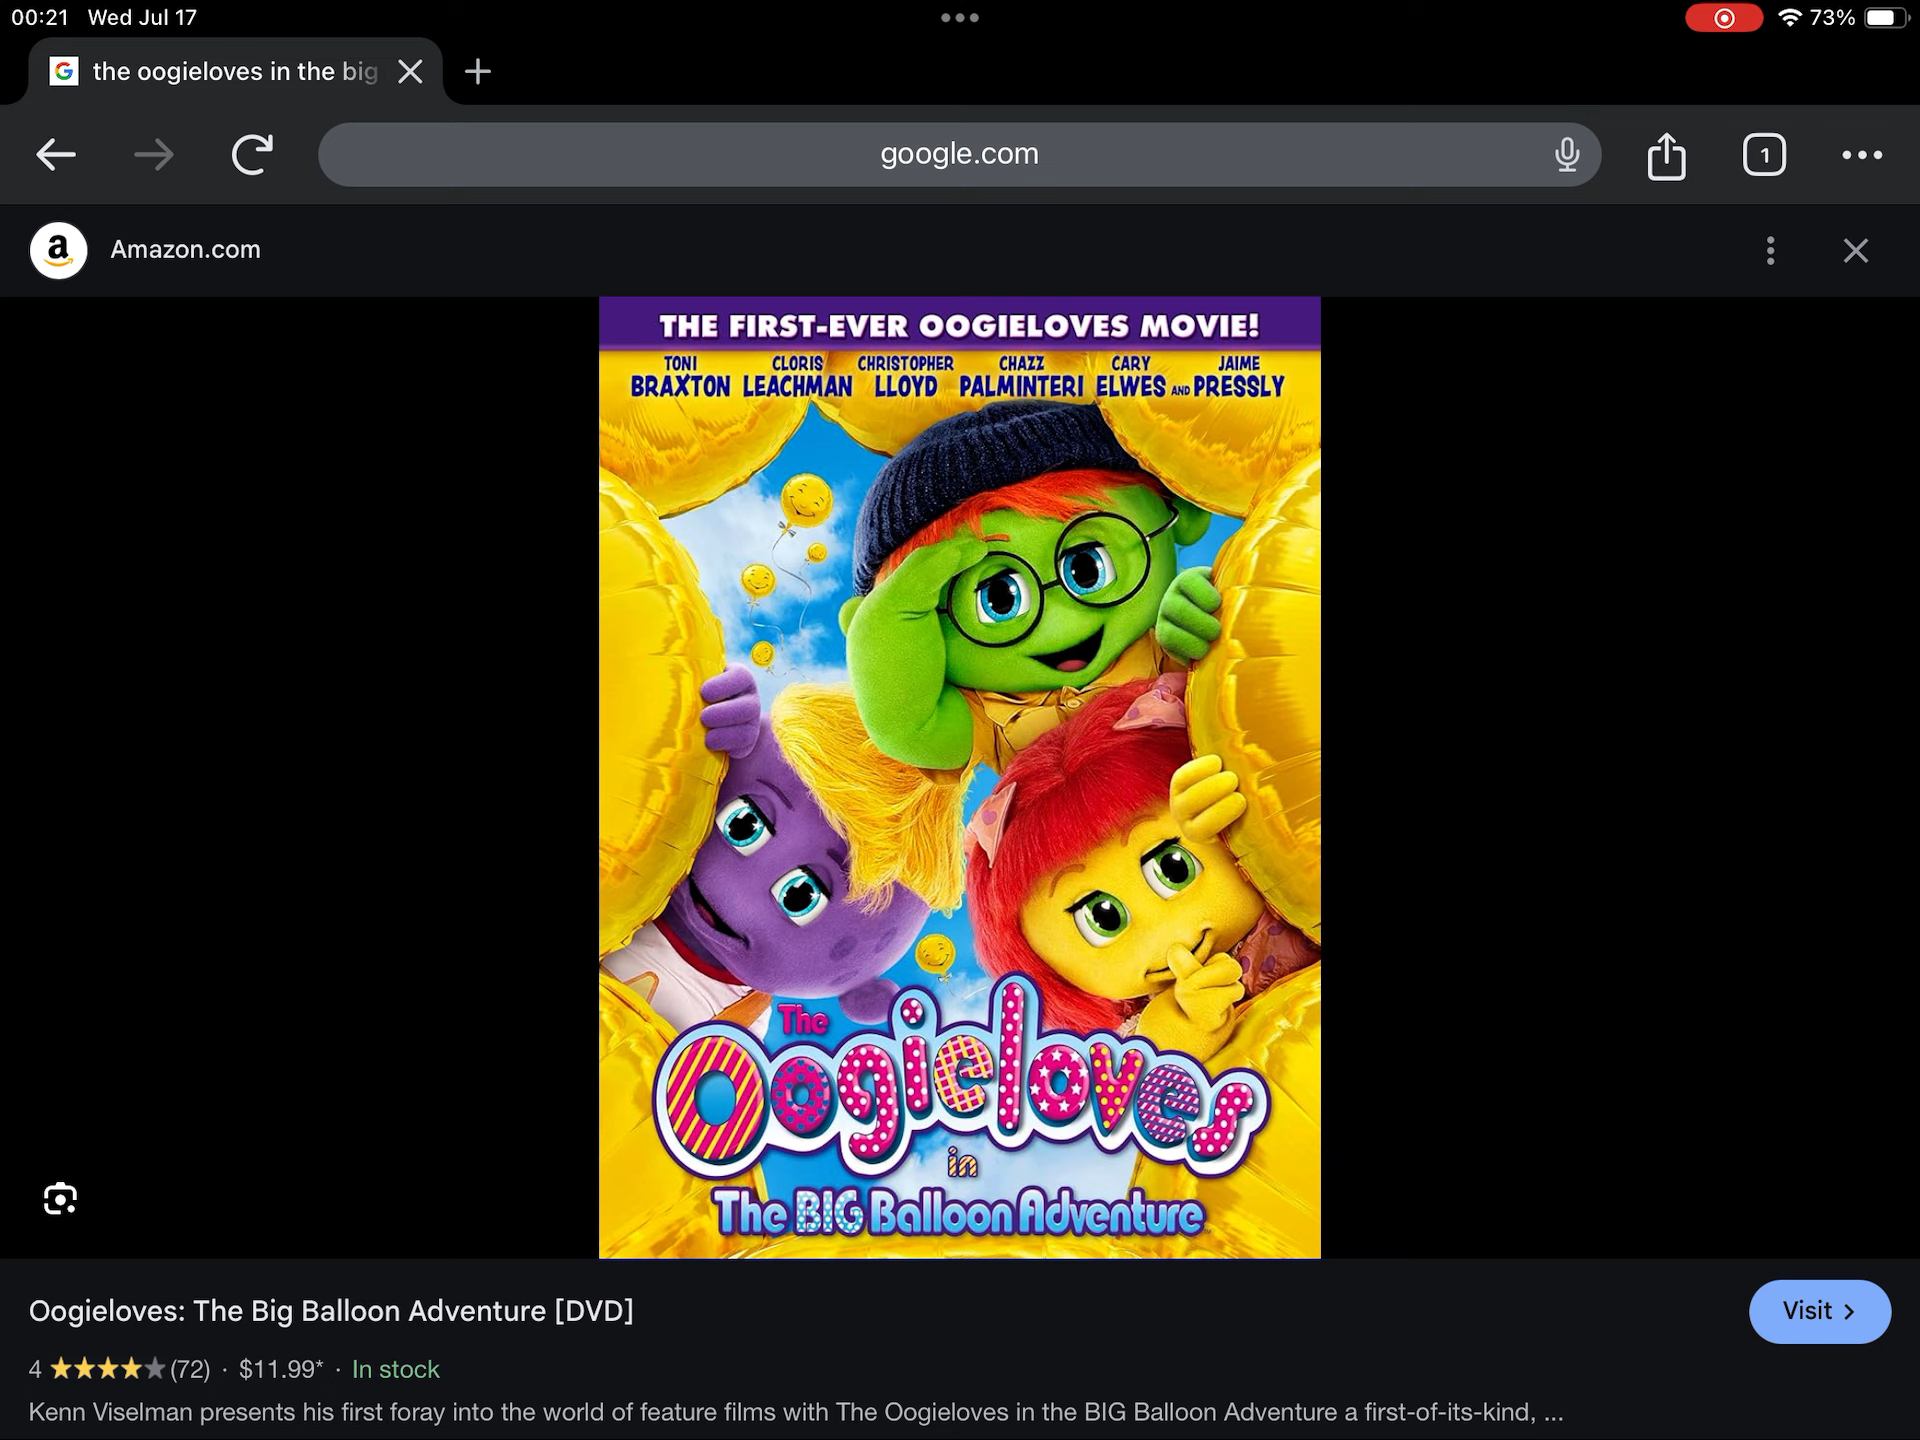 00:21 Wed Jul 17
73%
the oogieloves in the big
google.com
1
Amazon.com
THE FIRST-EVER OOGIELOVES MOVIE!
TONI BRAXTON CLORIS LEACHMAN CHRISTOPHER LLOYD CHAZZ PALMINTERI CARY ELWES AND JAIME PRESSLY
The
Oogieloves
in
The BIG Balloon Adventure
Oogieloves: The Big Balloon Adventure [DVD]
Visit
4 (72) · $11.99* · In stock
Kenn Viselman presents his first foray into the world of feature films with The Oogieloves in the BIG Balloon Adventure a first-of-its-kind, ...